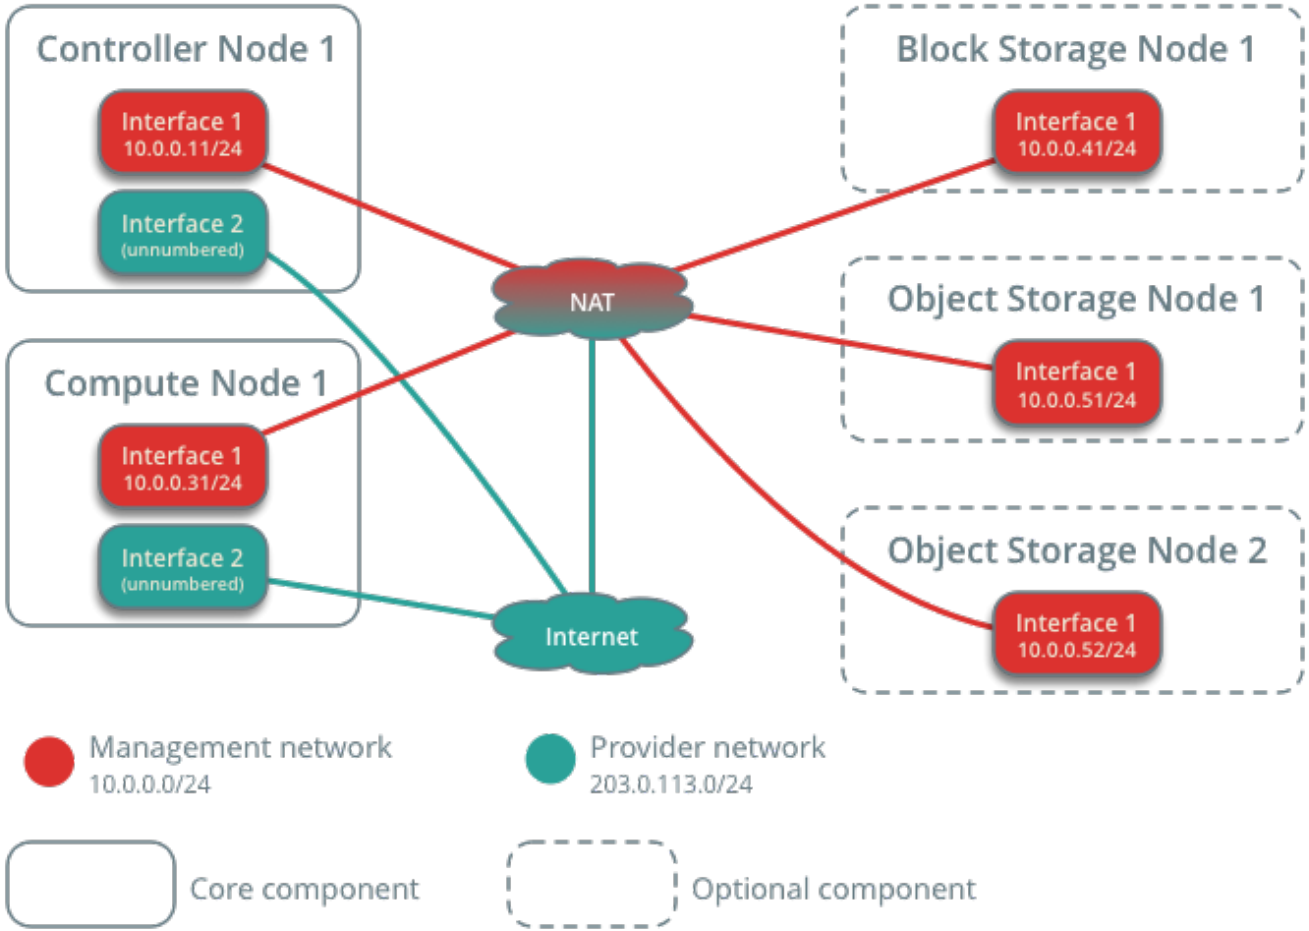 Controller Node 1
Interface 1
10.0.0.11/24
Interface 2
(unnumbered)
Compute Node 1
Interface 1
10.0.0.31/24
Interface 2
(unnumbered)
NAT
Internet
Block Storage Node 1
Interface 1
10.0.0.41/24
Object Storage Node 1
Interface 1
10.0.0.51/24
Object Storage Node 2
Interface 1
10.0.0.52/24
Management network
10.0.0.0/24
Provider network
203.0.113.0/24
Core component
Optional component